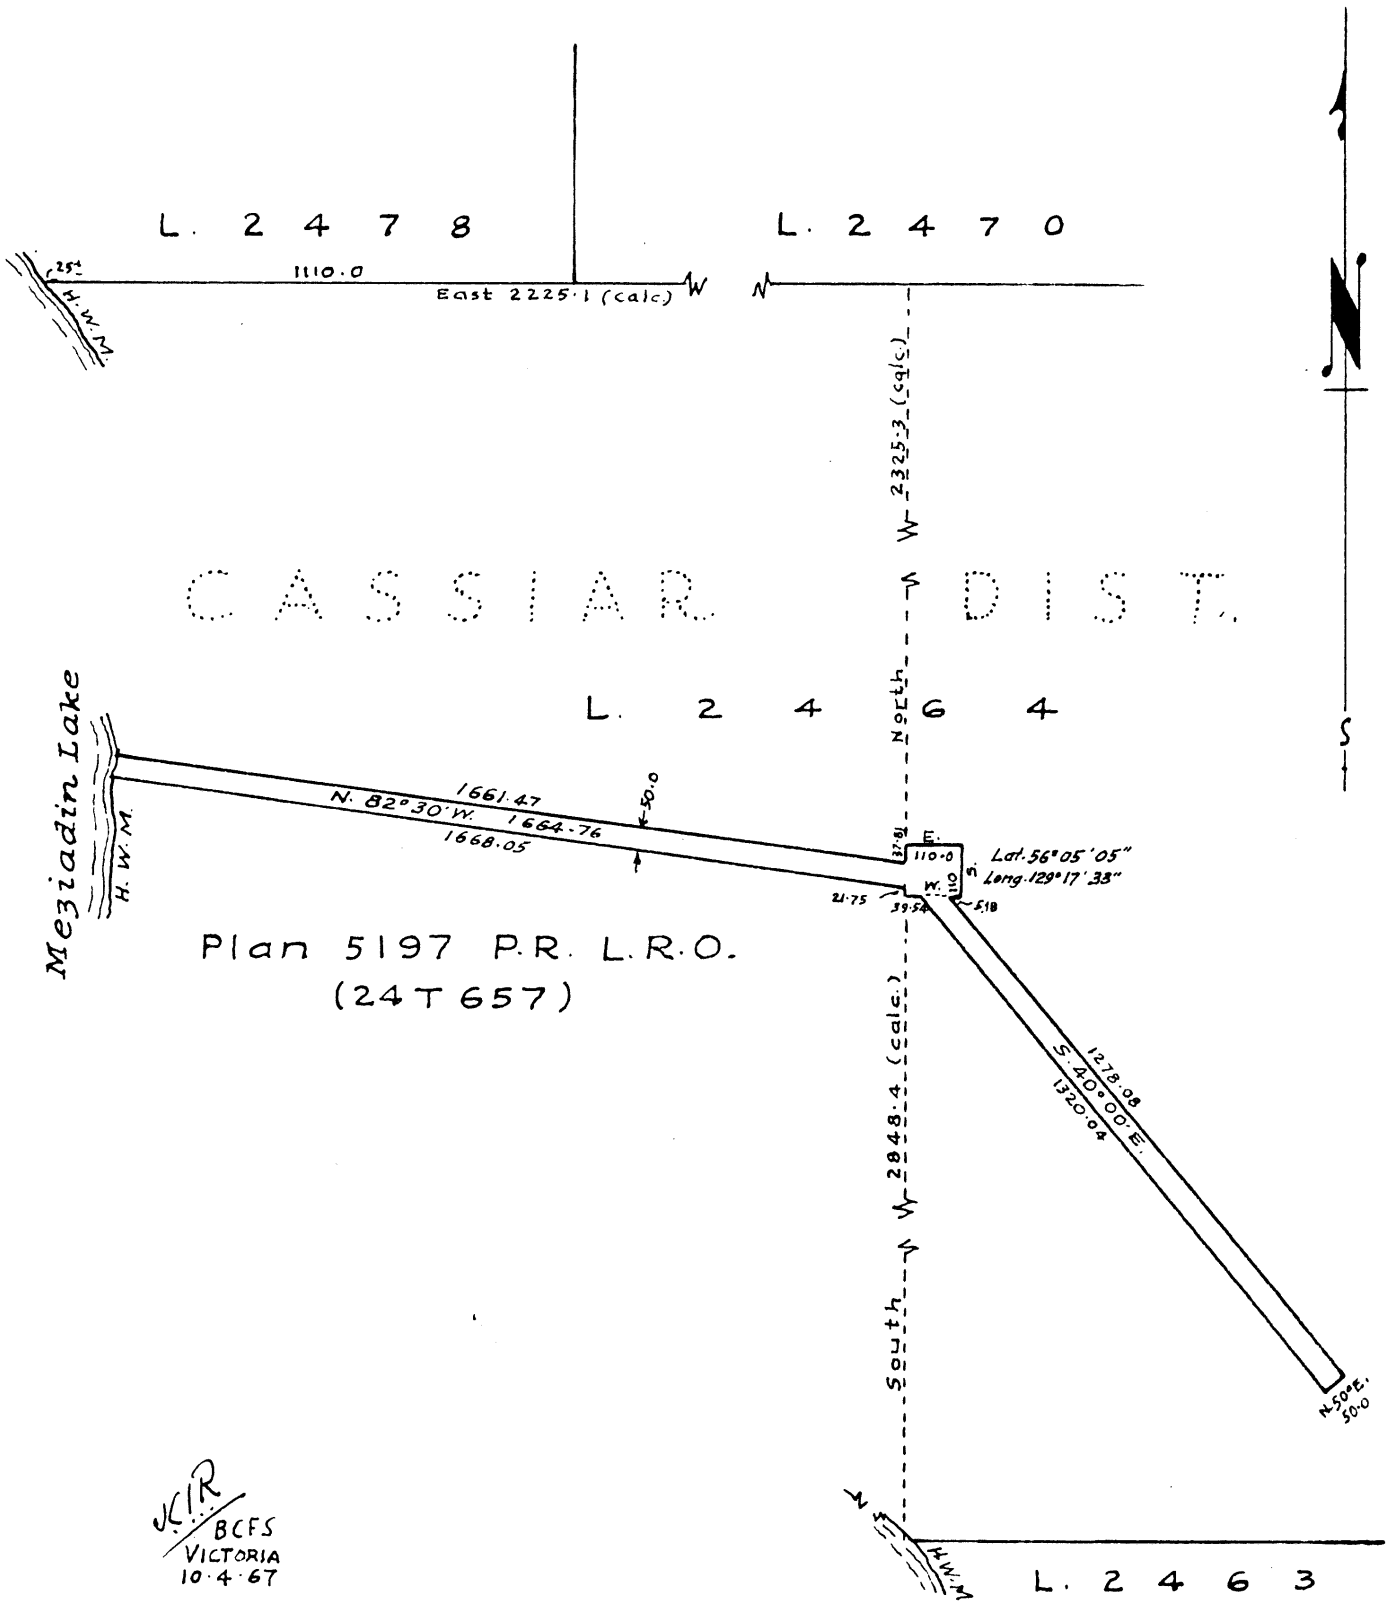 L. 2478
L. 2470
25±
1110.0
East 2225.1 (calc)
H.W.M.
N
2325.3 (calc.)
CASSIAR DIST.
North
L. 2464
S
Meziadin Lake
H.W.M.
1661.47
50.0
N. 82°30' W. 1664.76
1668.05
37.81
E.
110.0
S.
110
W.
Lat. 56°05'05"
Long. 129°17'33"
21.75
39.54
5.18
Plan 5197 P.R. L.R.O.
(24 T 657)
2848.4 (calc.)
South
1278.08
S. 40°00' E.
1320.04
N. 50° E.
50.0
BCFS
VICTORIA
10.4.67
H.W.M
L. 2463